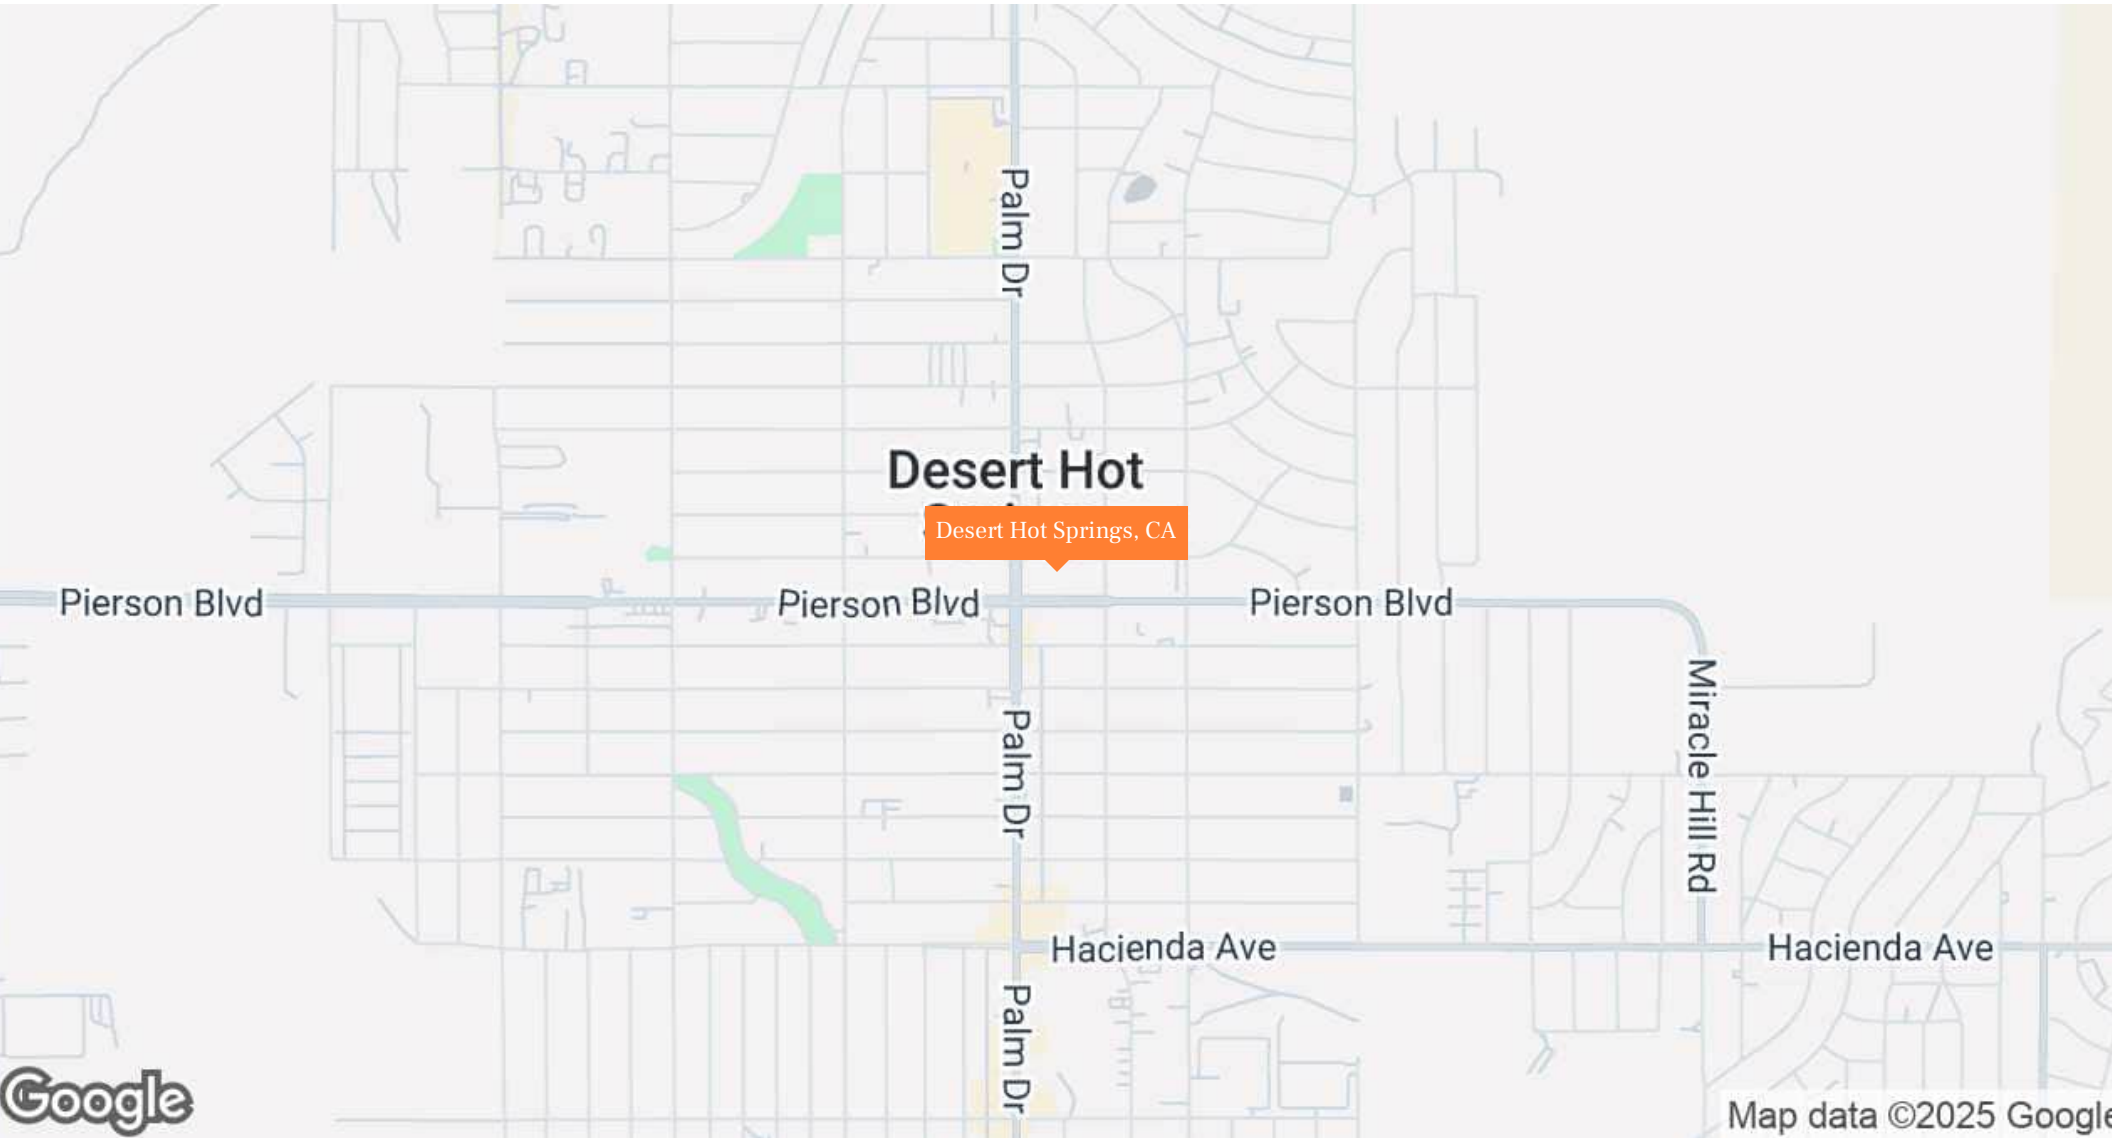 Palm Dr
Desert Hot
Desert Hot Springs, CA
Pierson Blvd
Pierson Blvd
Pierson Blvd
Miracle Hill Rd
Palm Dr
Hacienda Ave
Hacienda Ave
Palm Dr
Google
Map data ©2025 Google